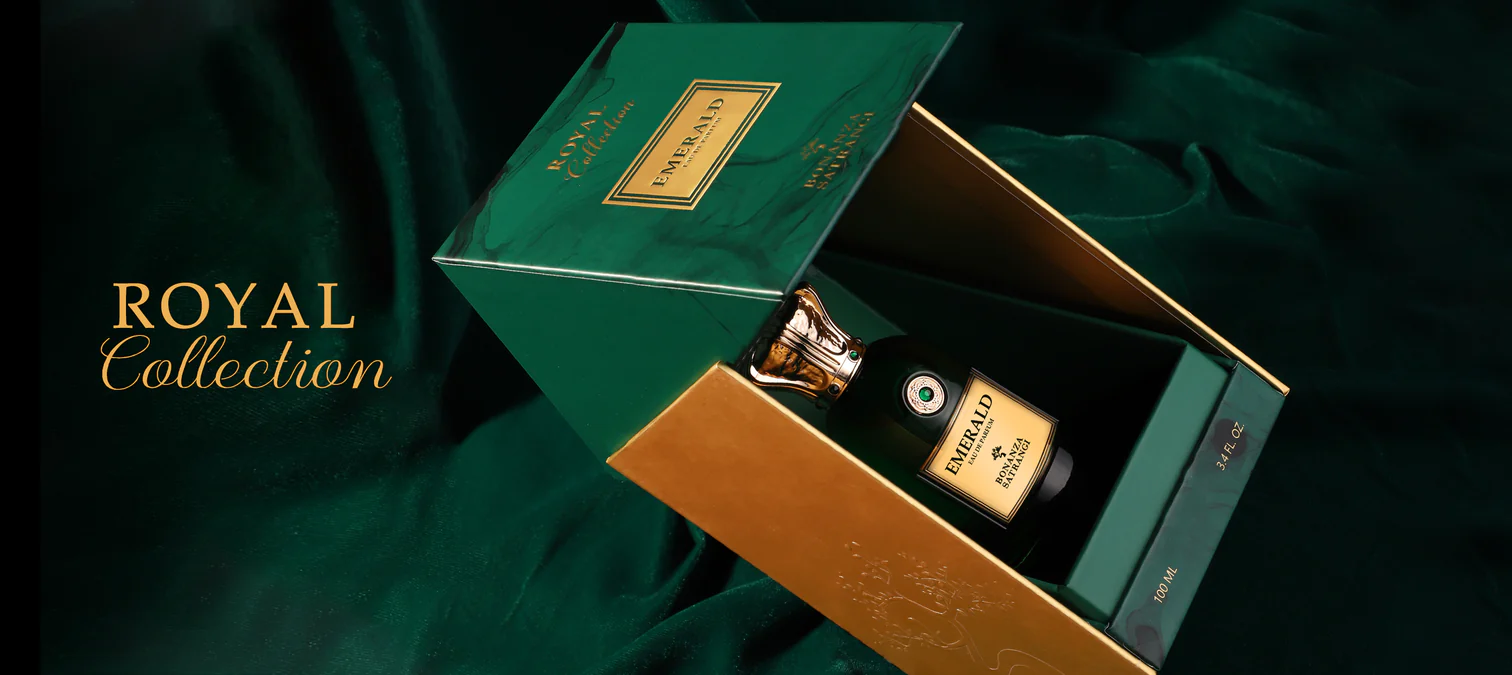 ROYAL
Collection
ROYAL
Collection
EMERALD
EAU DE PARFUM
BONANZA
SATRANGI
EMERALD
EAU DE PARFUM
BONANZA
SATRANGI
3.4 FL. OZ
100 ML